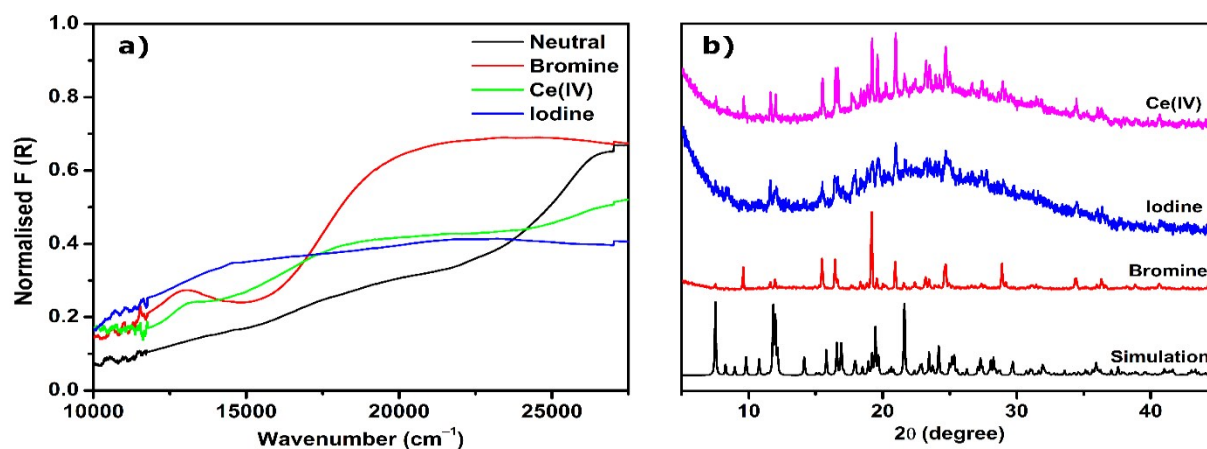 a)
Neutral
Bromine
Ce(IV)
Iodine
Normalised F (R)
1.0
0.8
0.6
0.4
0.2
0.0
10000 15000 20000 25000
Wavenumber (cm⁻¹)
b)
Ce(IV)
Iodine
Bromine
Simulation
10 20 30 40
2θ (degree)